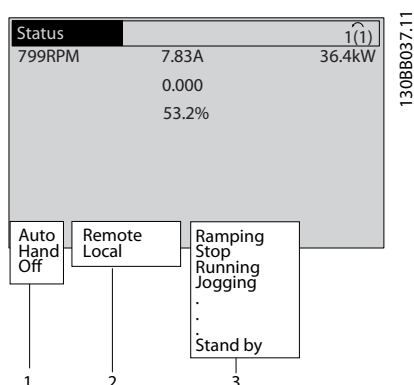 Status 1(1)
799RPM 7.83A 36.4kW
0.000
53.2%
Auto
Hand
Off
Remote
Local
Ramping
Stop
Running
Jogging
.
.
.
Stand by
1 2 3
130BB037.11